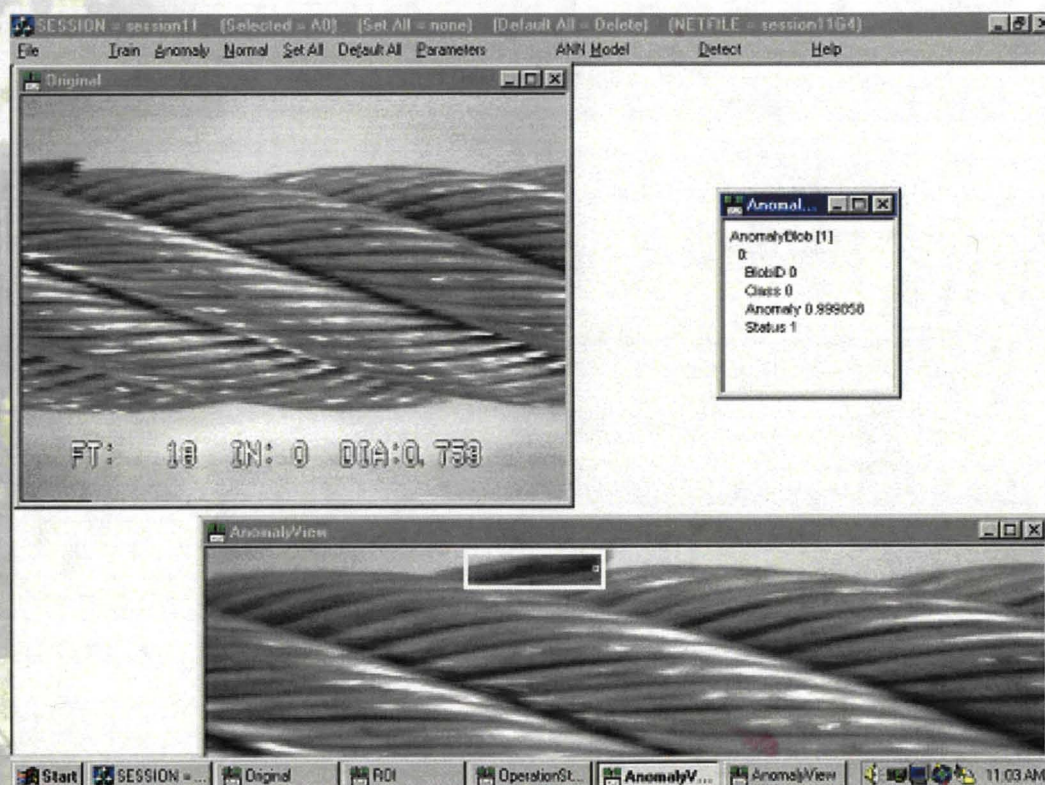 SESSION = session11 (Selected = A0) (Set All = none) (Default All = Delete) (NETFILE = session11G4)
File Train Anomaly Normal Set All Default All Parameters ANN Model Detect Help
Original
FT: 18 IN: 0 DIA:0.753
Anomal...
AnomalyBlob [1]
0:
BlobID 0
Class 0
Anomaly 0.999858
Status 1
AnomalyView
Start SESSION = ... Original ROI OperationSt... AnomalyV... AnomalyView 11:03 AM